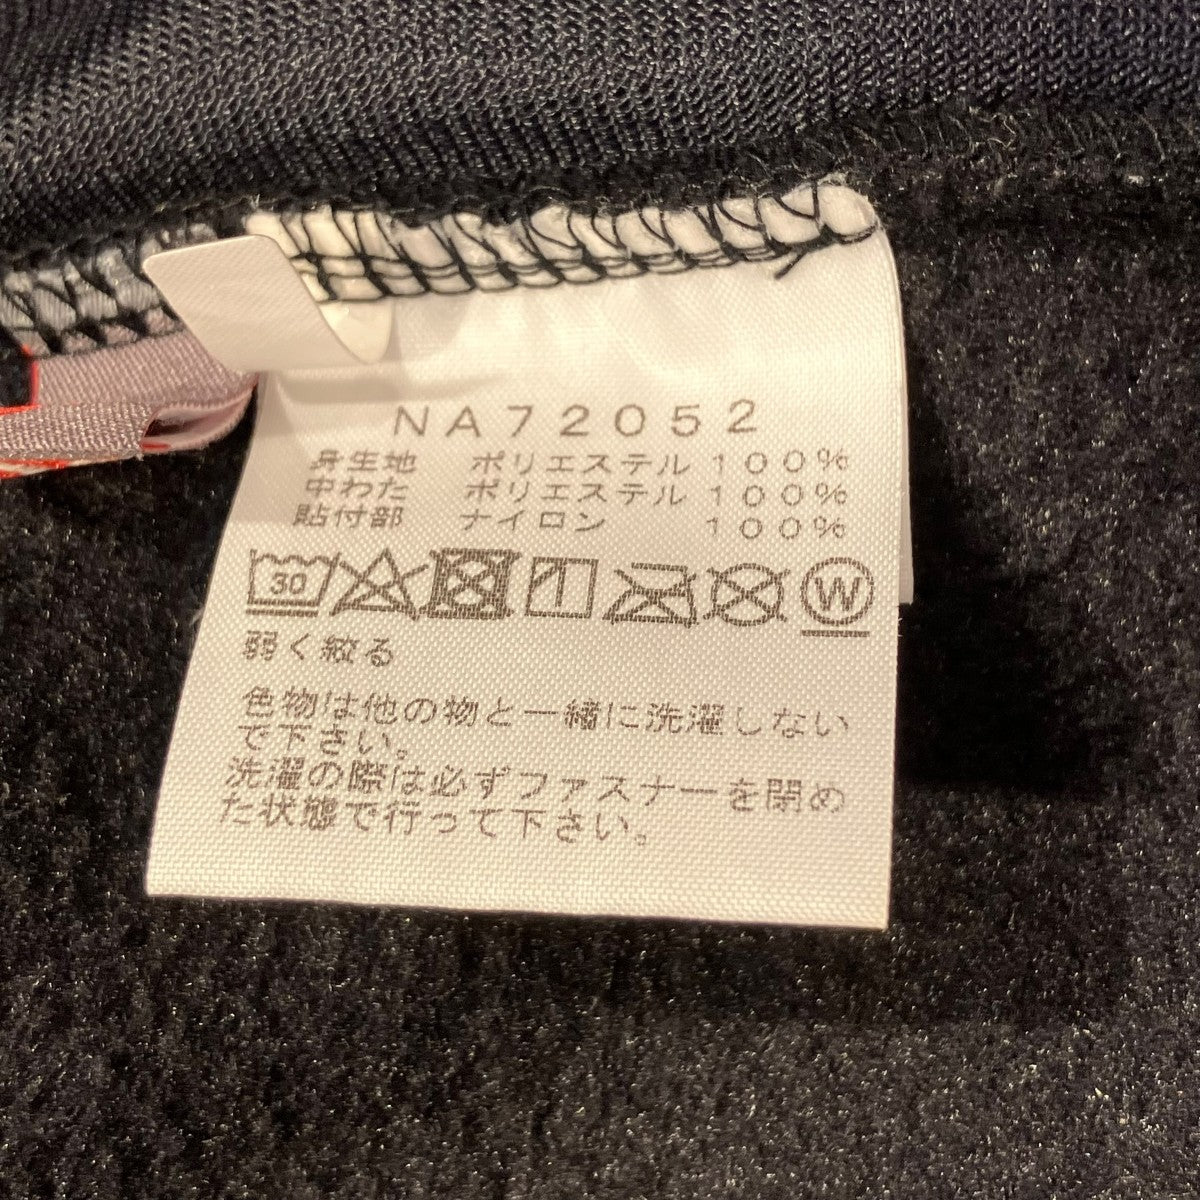 NA72052
身生地 ポリエステル 100%
中わた ポリエステル 100%
貼付部 ナイロン 100%
30 W
弱く絞る
色物は他の物と一緒に洗濯しない
で下さい。
洗濯の際は必ずファスナーを閉め
た状態で行って下さい。